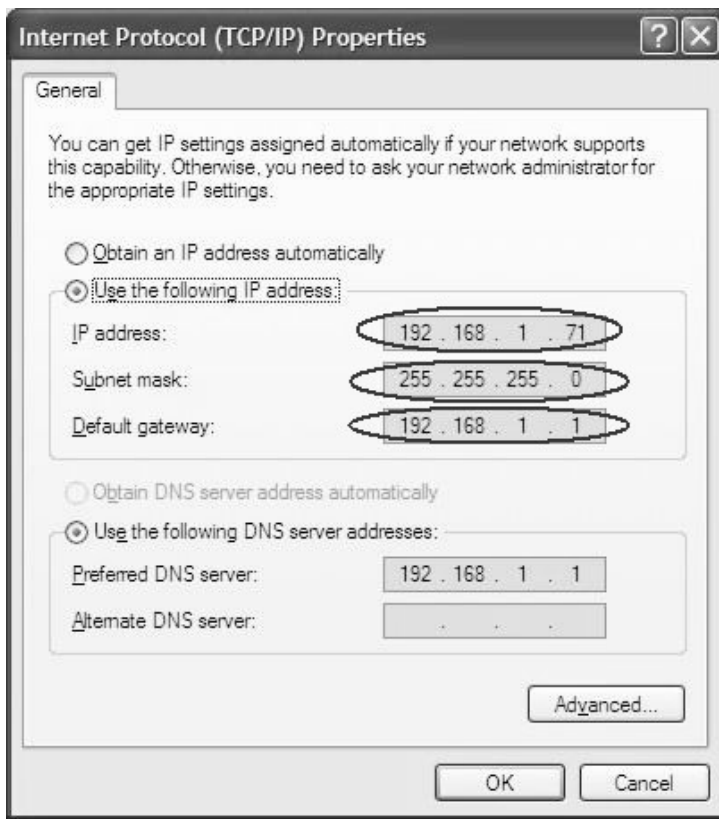 Internet Protocol (TCP/IP) Properties
General
You can get IP settings assigned automatically if your network supports
this capability. Otherwise, you need to ask your network administrator for
the appropriate IP settings.
Obtain an IP address automatically
Use the following IP address:
IP address: 192 . 168 . 1 . 71
Subnet mask: 255 . 255 . 255 . 0
Default gateway: 192 . 168 . 1 . 1
Obtain DNS server address automatically
Use the following DNS server addresses:
Preferred DNS server: 192 . 168 . 1 . 1
Alternate DNS server: . . .
Advanced...
OK Cancel